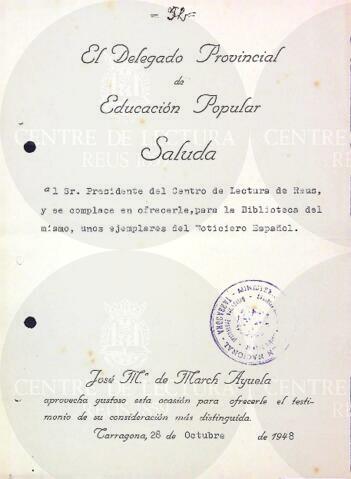 = 52 =
El Delegado Provincial
de
Educación Popular
Saluda
al Sr. Presidente del Centro de Lectura de Reus,
y se complace en ofrecerle, para la Biblioteca del
mismo, unos ejemplares del Noticiero Español.
José Mª de March Ayuela
aprovecha gustoso esta ocasión para ofrecerle el testi-
monio de su consideración más distinguida.
Tarragona, 28 de Octubre de 1948
CENTRE DE LECTURA
REUS
CENTRE DE LECTURA
REUS
TARRAGONA